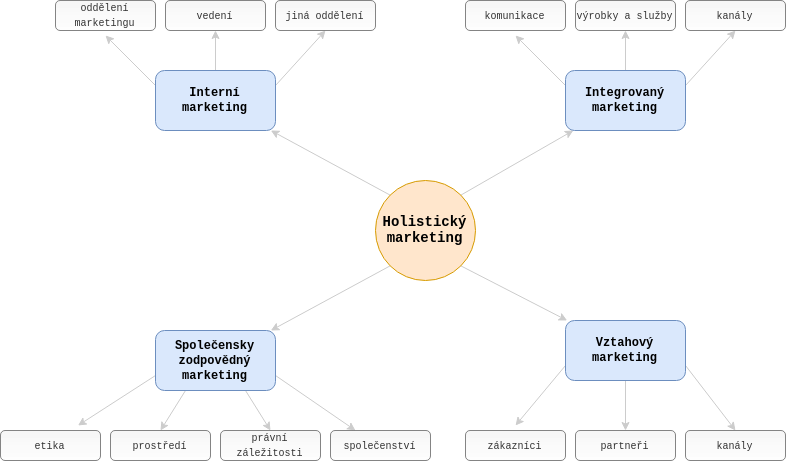 oddělení
marketingu
vedení
jiná oddělení
komunikace
výrobky a služby
kanály
Interní
marketing
Integrovaný
marketing
Holistický
marketing
Společensky
zodpovědný
marketing
Vztahový
marketing
etika
prostředí
právní
záležitosti
společenství
zákazníci
partneři
kanály